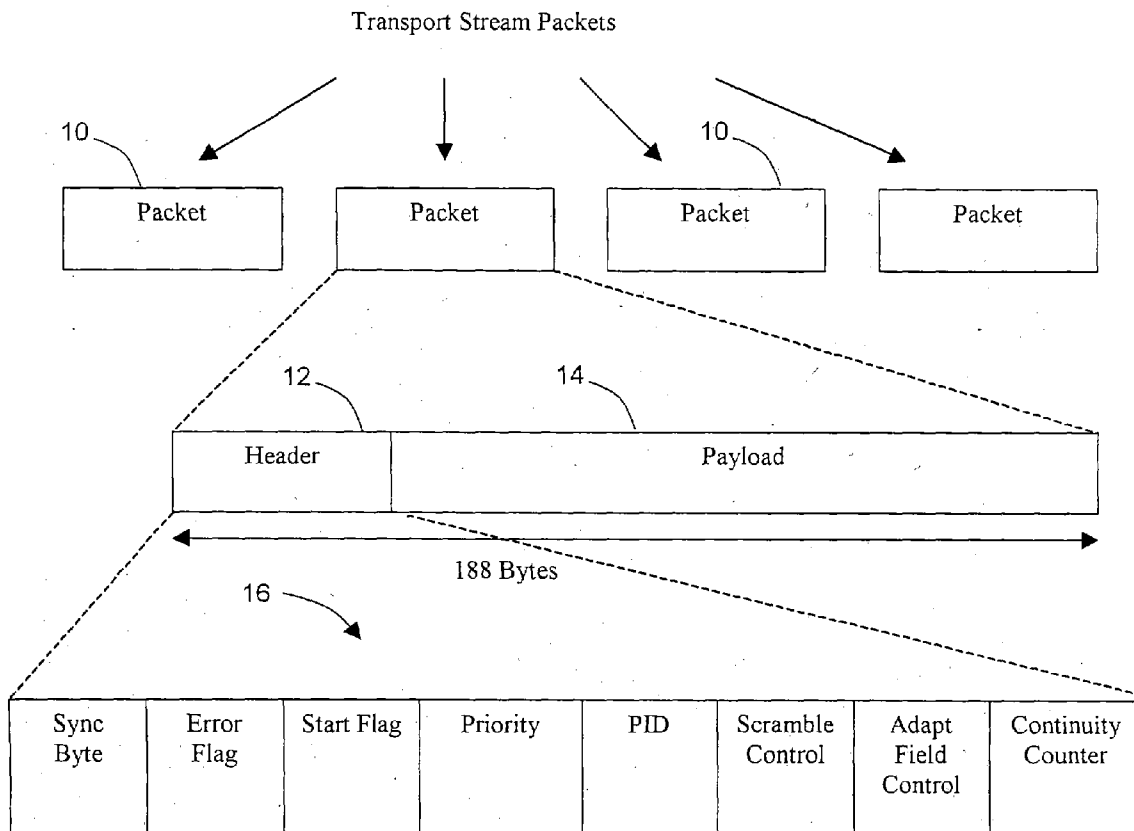 Transport Stream Packets
10
10
Packet
Packet
Packet
Packet
12
14
Header
Payload
188 Bytes
16
Sync
Byte
Error
Flag
Start Flag
Priority
PID
Scramble
Control
Adapt
Field
Control
Continuity
Counter